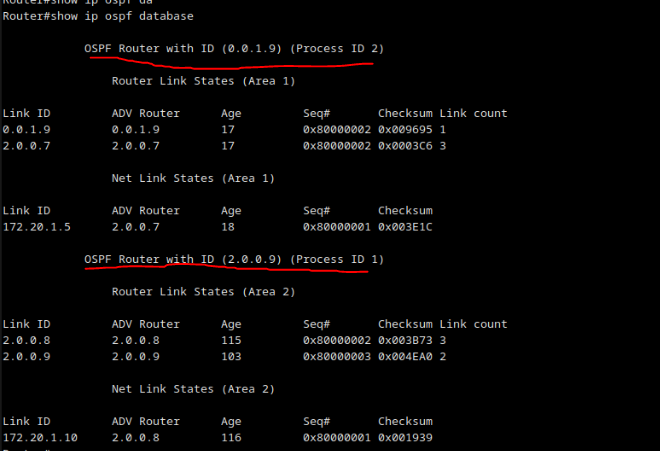 Router#show ip ospf da
Router#show ip ospf database
OSPF Router with ID (0.0.1.9) (Process ID 2)
Router Link States (Area 1)
Link ID ADV Router Age Seq# Checksum Link count
0.0.1.9 0.0.1.9 17 0x80000002 0x009695 1
2.0.0.7 2.0.0.7 17 0x80000002 0x0003C6 3
Net Link States (Area 1)
Link ID ADV Router Age Seq# Checksum
172.20.1.5 2.0.0.7 18 0x80000001 0x003E1C
OSPF Router with ID (2.0.0.9) (Process ID 1)
Router Link States (Area 2)
Link ID ADV Router Age Seq# Checksum Link count
2.0.0.8 2.0.0.8 115 0x80000002 0x003B73 3
2.0.0.9 2.0.0.9 103 0x80000003 0x004EA0 2
Net Link States (Area 2)
Link ID ADV Router Age Seq# Checksum
172.20.1.10 2.0.0.8 116 0x80000001 0x001939